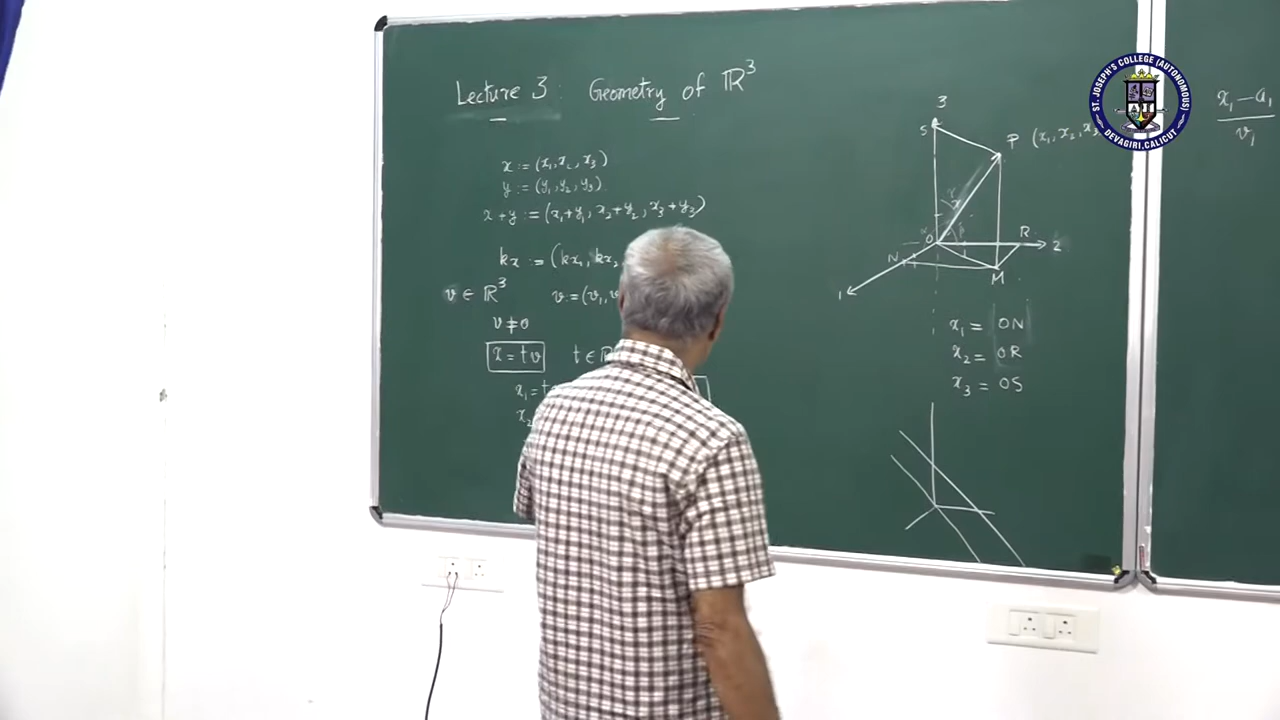 Lecture 3 : Geometry of ℝ³
x := (x₁, x₂, x₃)
y := (y₁, y₂, y₃).
x + y := (x₁+y₁, x₂+y₂, x₃+y₃)
kx := (kx₁, kx₂
v ∈ ℝ³ v := (v₁, v
v ≠ 0
x = tv t ∈ ℝ
x₁ = t
x₂
3
S
P (x₁, x₂, x₃
γ
α
β
O
R
2
N
M
1
x₁ = ON
x₂ = OR
x₃ = OS
ST. JOSEPH'S COLLEGE (AUTONOMOUS)
DEVAGIRI, CALICUT
x₁ – a₁
v₁